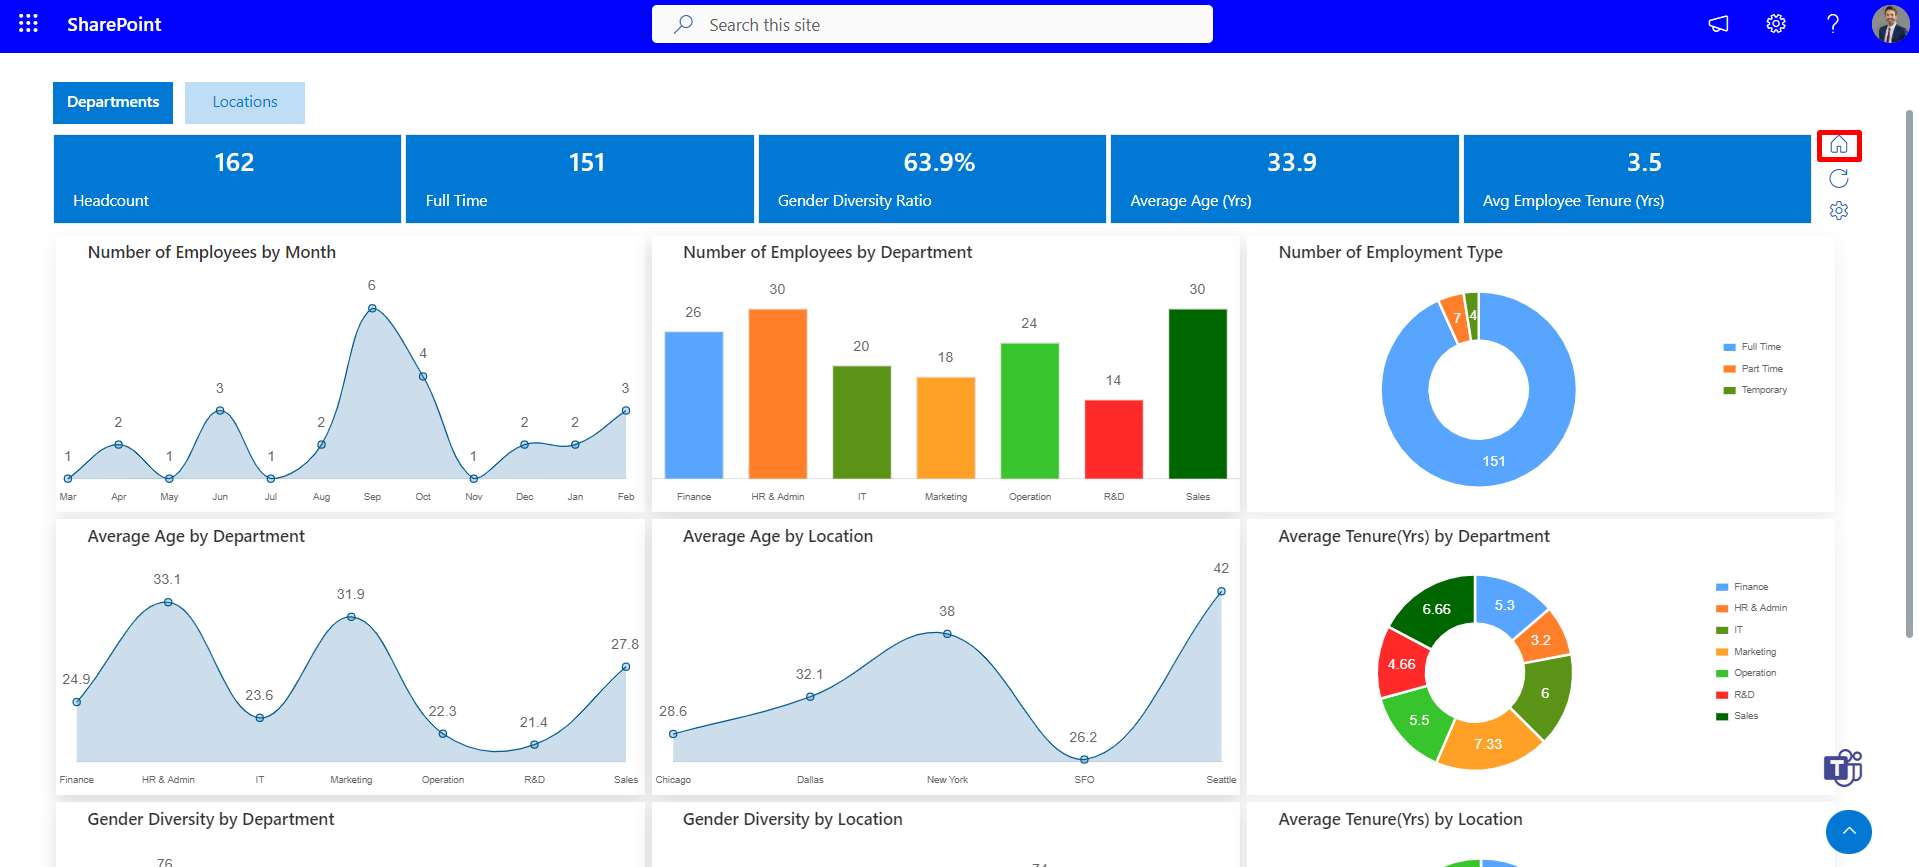 SharePoint
Search this site
Departments
Locations
162
Headcount
151
Full Time
63.9%
Gender Diversity Ratio
33.9
Average Age (Yrs)
3.5
Avg Employee Tenure (Yrs)
Number of Employees by Month
6
4
3
3
2
2
2
2
1
1
1
1
Mar Apr May Jun Jul Aug Sep Oct Nov Dec Jan Feb
Number of Employees by Department
26
30
20
18
24
14
30
Finance HR & Admin IT Marketing Operation R&D Sales
Number of Employment Type
7
4
151
Full Time
Part Time
Temporary
Average Age by Department
24.9
33.1
23.6
31.9
22.3
21.4
27.8
Finance HR & Admin IT Marketing Operation R&D Sales
Average Age by Location
28.6
32.1
38
26.2
42
Chicago Dallas New York SFO Seattle
Average Tenure(Yrs) by Department
5.3
3.2
6
7.33
5.5
4.66
6.66
Finance
HR & Admin
IT
Marketing
Operation
R&D
Sales
T
Gender Diversity by Department
76
Gender Diversity by Location
74
Average Tenure(Yrs) by Location